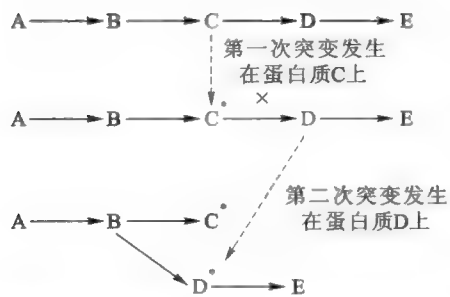 A B C D E
第一次突变发生
在蛋白质C上
×
A B C• D E
第二次突变发生
在蛋白质D上
A B C•
D• E